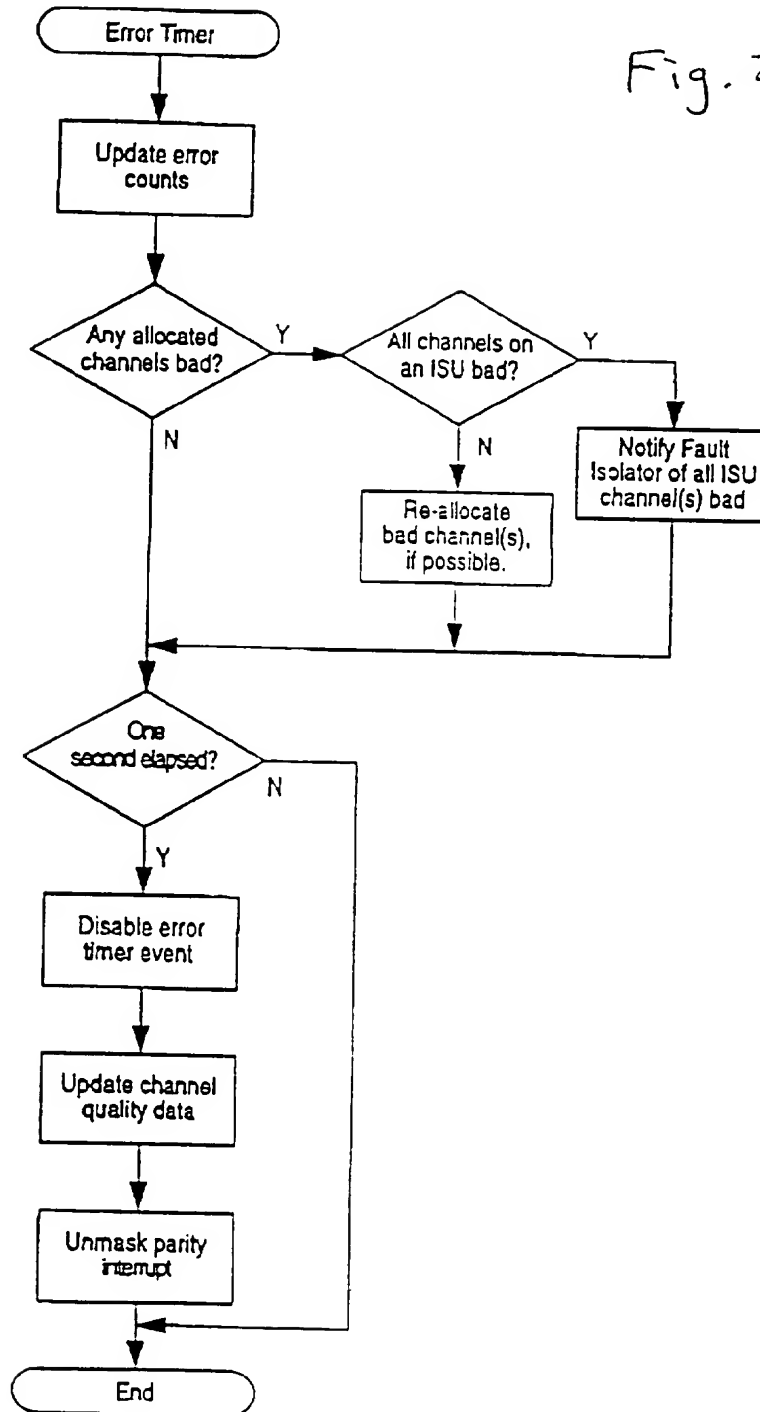 Error Timer
Fig.
Update error
counts
Any allocated
channels bad?
Y
N
All channels on
an ISU bad?
Y
N
Notify Fault
Isolator of all ISU
channel(s) bad
Re-allocate
bad channel(s),
if possible.
One
second elapsed?
N
Y
Disable error
timer event
Update channel
quality data
Unmask parity
interrupt
End